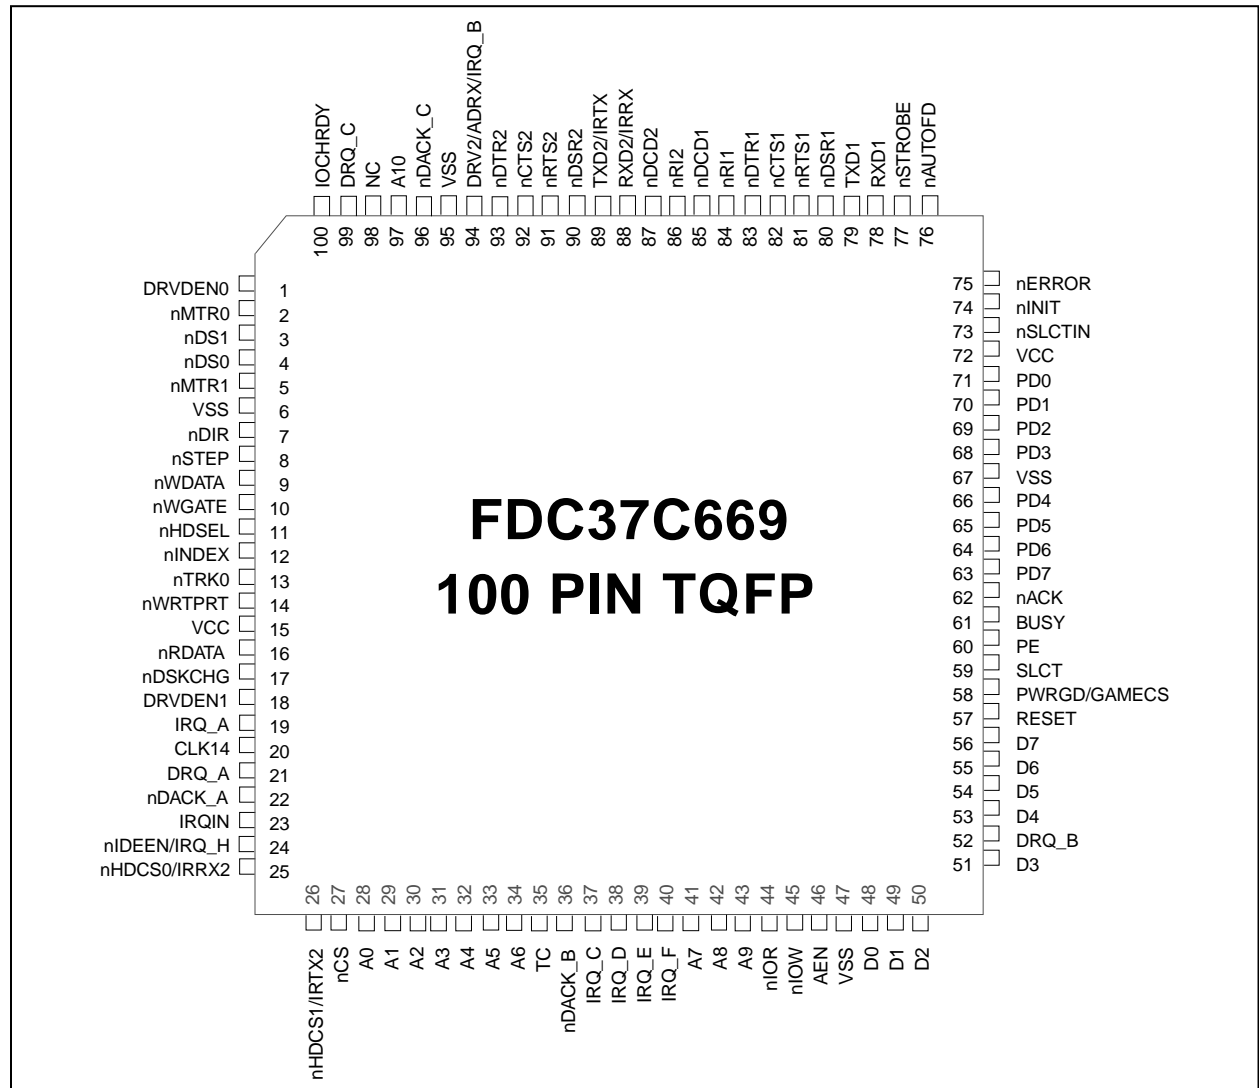 IOCHRDY
DRQ_C
NC
A10
nDACK_C
VSS
DRV2/ADRX/IRQ_B
nDTR2
nCTS2
nRTS2
nDSR2
TXD2/IRTX
RXD2/IRRX
nDCD2
nRI2
nDCD1
nRI1
nDTR1
nCTS1
nRTS1
nDSR1
TXD1
RXD1
nSTROBE
nAUTOFD
100
99
98
97
96
95
94
93
92
91
90
89
88
87
86
85
84
83
82
81
80
79
78
77
76
DRVDEN0 1
nMTR0 2
nDS1 3
nDS0 4
nMTR1 5
VSS 6
nDIR 7
nSTEP 8
nWDATA 9
nWGATE 10
nHDSEL 11
nINDEX 12
nTRK0 13
nWRTPRT 14
VCC 15
nRDATA 16
nDSKCHG 17
DRVDEN1 18
IRQ_A 19
CLK14 20
DRQ_A 21
nDACK_A 22
IRQIN 23
nIDEEN/IRQ_H 24
nHDCS0/IRRX2 25
FDC37C669
100 PIN TQFP
75 nERROR
74 nINIT
73 nSLCTIN
72 VCC
71 PD0
70 PD1
69 PD2
68 PD3
67 VSS
66 PD4
65 PD5
64 PD6
63 PD7
62 nACK
61 BUSY
60 PE
59 SLCT
58 PWRGD/GAMECS
57 RESET
56 D7
55 D6
54 D5
53 D4
52 DRQ_B
51 D3
26
27
28
29
30
31
32
33
34
35
36
37
38
39
40
41
42
43
44
45
46
47
48
49
50
nHDCS1/IRTX2
nCS
A0
A1
A2
A3
A4
A5
A6
TC
nDACK_B
IRQ_C
IRQ_D
IRQ_E
IRQ_F
A7
A8
A9
nIOR
nIOW
AEN
VSS
D0
D1
D2